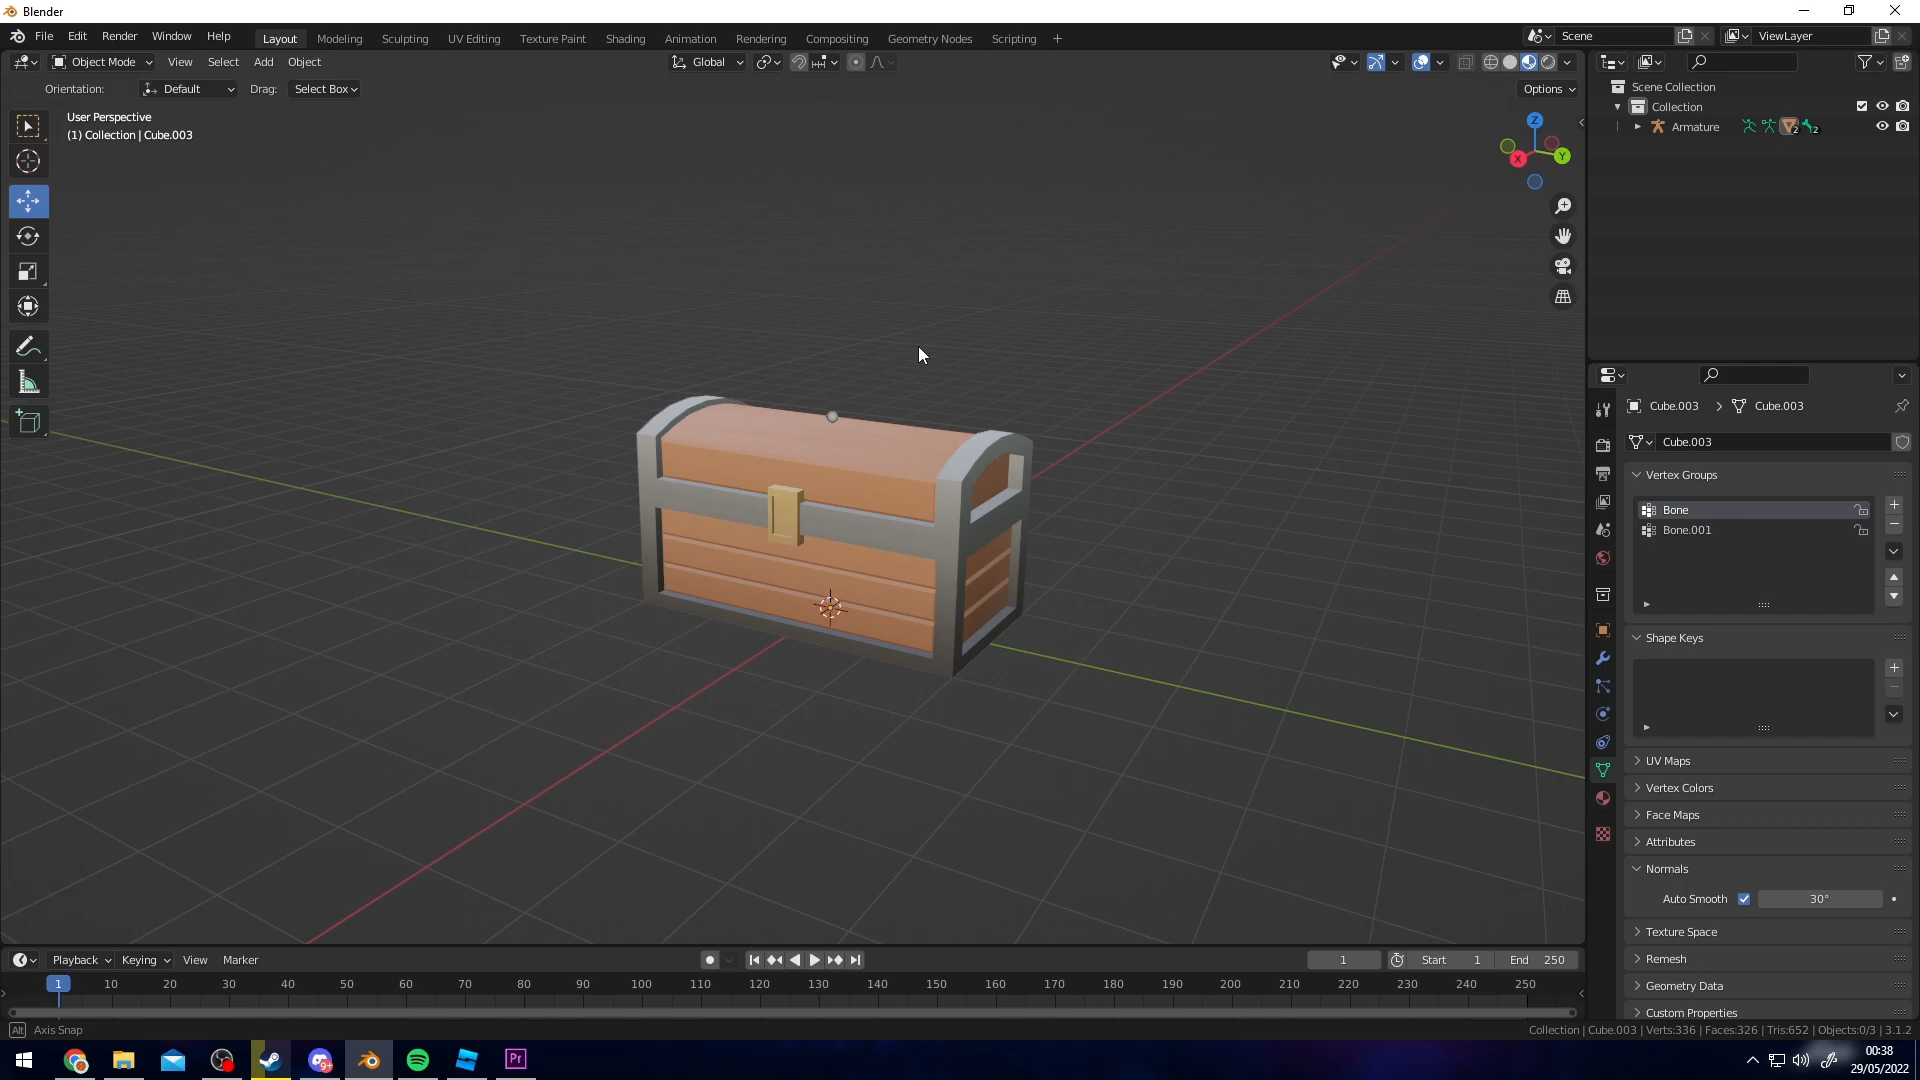 Blender
File Edit Render Window Help
Layout Modeling Sculpting UV Editing Texture Paint Shading Animation Rendering Compositing Geometry Nodes Scripting +
Scene
ViewLayer
Object Mode View Select Add Object
Global
Orientation: Default Drag: Select Box
Options
User Perspective
(1) Collection | Cube.003
Z
X
Y
Scene Collection
Collection
Armature 2 2
Cube.003 > Cube.003
Cube.003
Vertex Groups
Bone
Bone.001
Shape Keys
UV Maps
Vertex Colors
Face Maps
Attributes
Normals
Auto Smooth 30°
Texture Space
Remesh
Geometry Data
Custom Properties
Playback Keying View Marker
1 Start 1 End 250
1 10 20 30 40 50 60 70 80 90 100 110 120 130 140 150 160 170 180 190 200 210 220 230 240 250
Alt Axis Snap
Collection | Cube.003 | Verts:336 | Faces:326 | Tris:652 | Objects:0/3 | 3.1.2
9+
Pr
00:38
29/05/2022